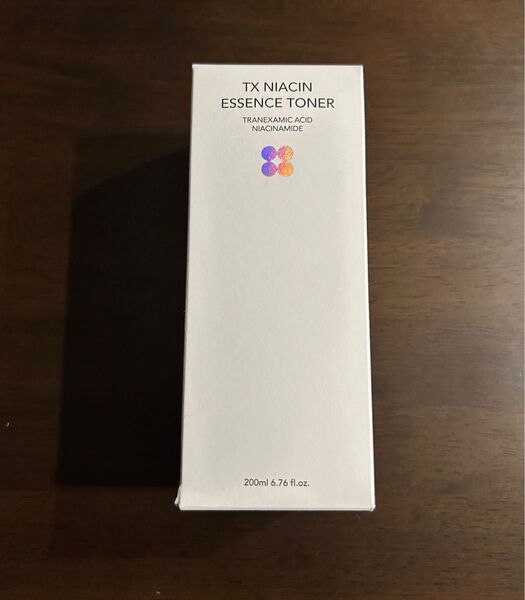 TX NIACIN
ESSENCE TONER
TRANEXAMIC ACID
NIACINAMIDE
200ml 6.76 fl.oz.